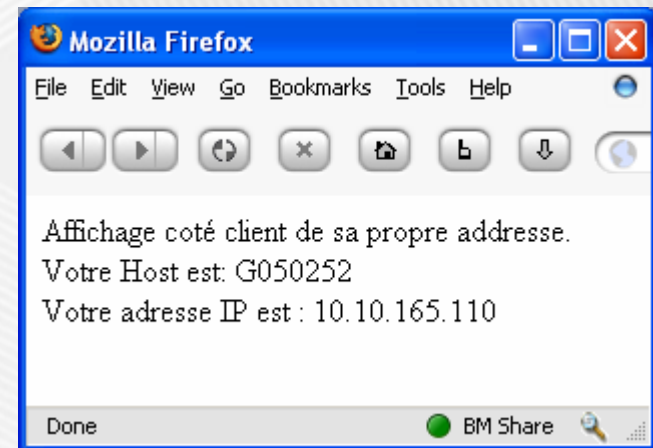 Mozilla Firefox
File Edit View Go Bookmarks Tools Help
Affichage coté client de sa propre addresse.
Votre Host est: G050252
Votre adresse IP est : 10.10.165.110
Done BM Share